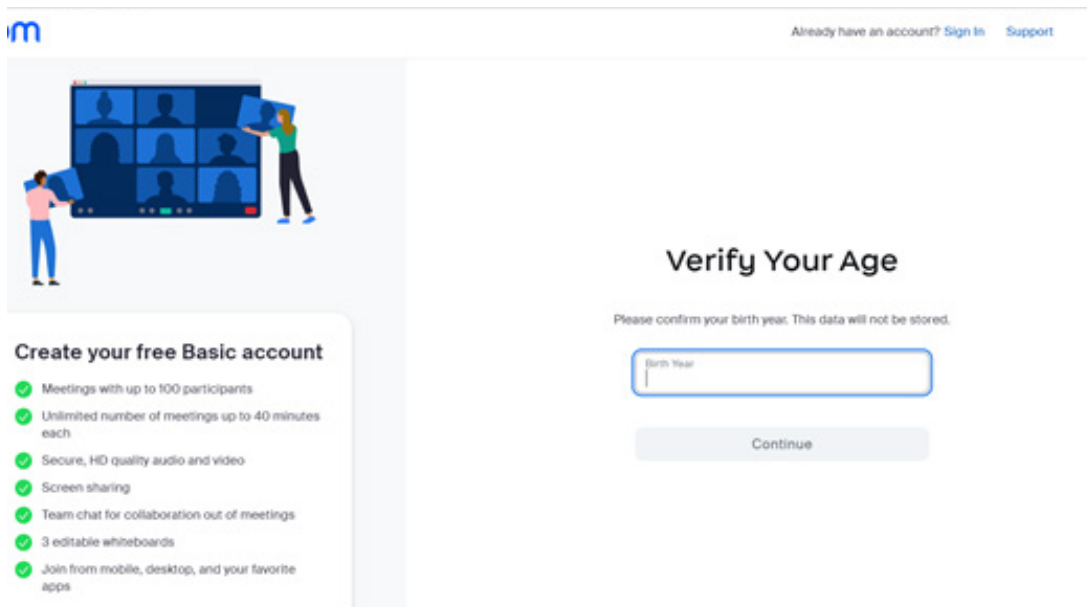 om
Already have an account? Sign In Support
Create your free Basic account
Meetings with up to 100 participants
Unlimited number of meetings up to 40 minutes
each
Secure, HD quality audio and video
Screen sharing
Team chat for collaboration out of meetings
3 editable whiteboards
Join from mobile, desktop, and your favorite
apps
Verify Your Age
Please confirm your birth year. This data will not be stored.
Birth Year
Continue